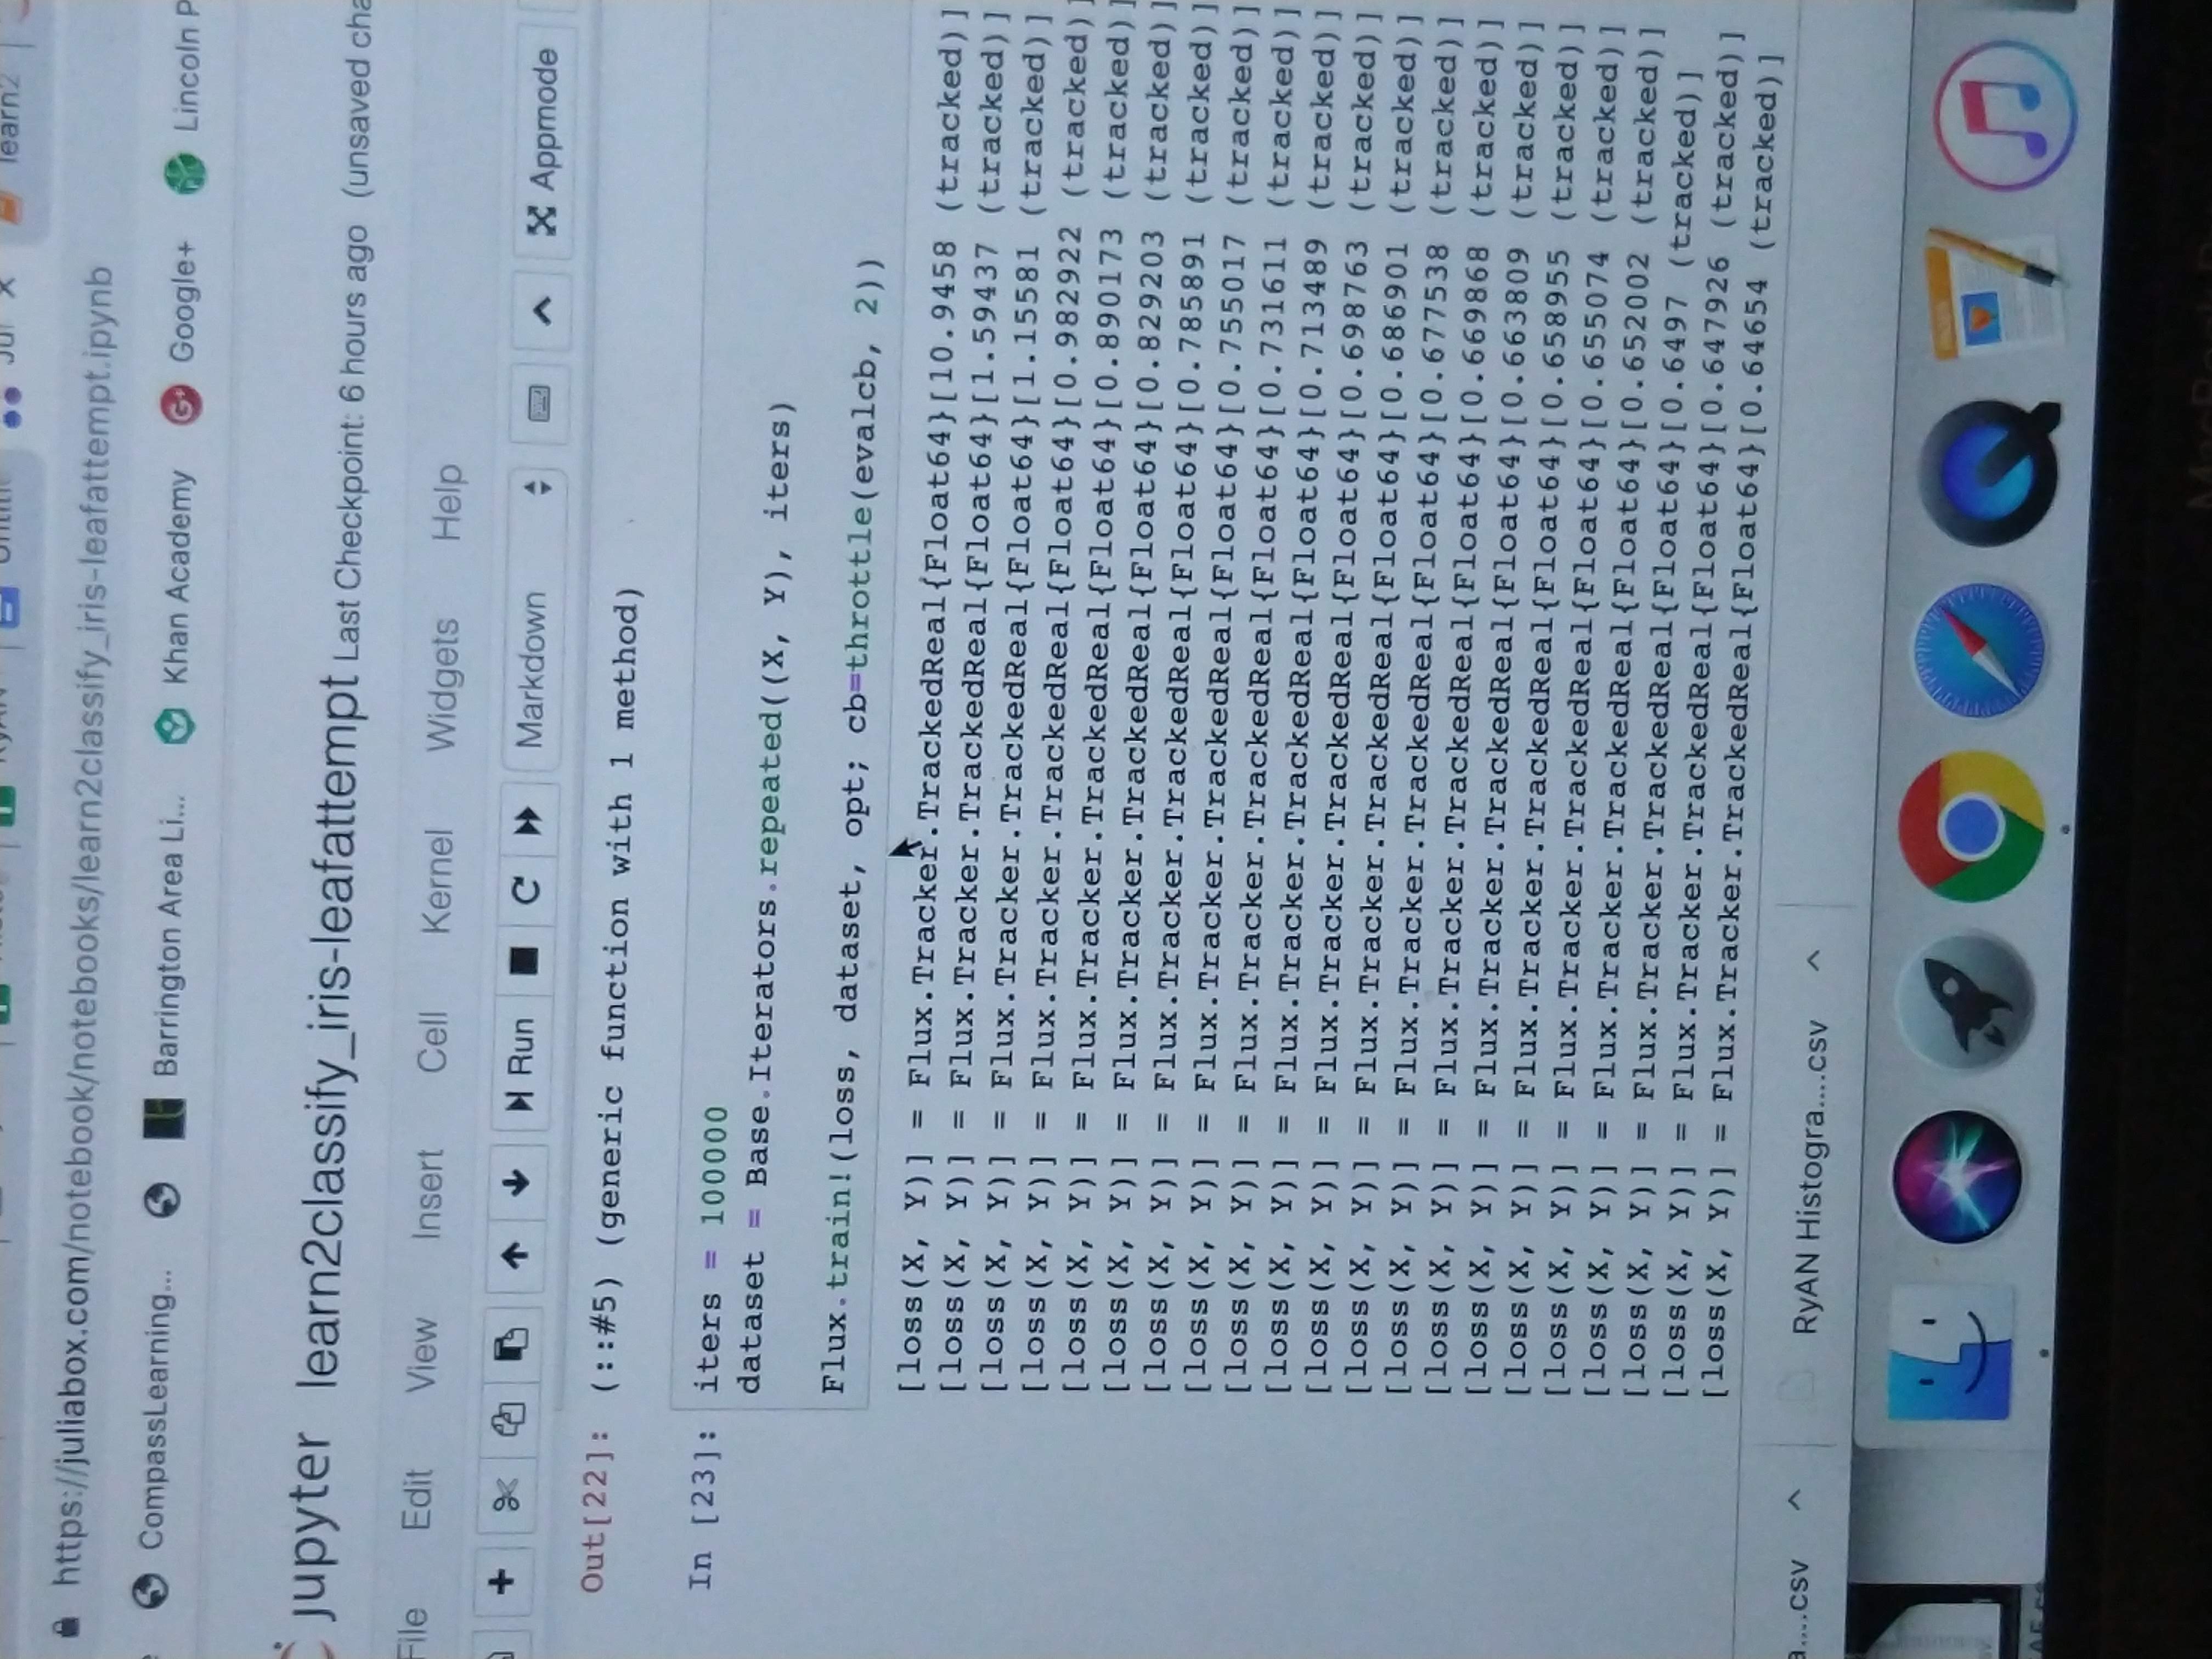 learn2
https://juliabox.com/notebook/notebooks/learn2classify_iris-leafattempt.ipynb
CompassLearning... Barrington Area Li... Khan Academy Google+ Lincoln P
jupyter learn2classify_iris-leafattempt Last Checkpoint: 6 hours ago (unsaved cha
File Edit View Insert Cell Kernel Widgets Help
Run Markdown Appmode
Out[22]: (::#5) (generic function with 1 method)
In [23]: iters = 100000
dataset = Base.Iterators.repeated((X, Y), iters)
Flux.train!(loss, dataset, opt; cb=throttle(evalcb, 2))
[loss(X, Y)] = Flux.Tracker.TrackedReal{Float64}[10.9458 (tracked)]
[loss(X, Y)] = Flux.Tracker.TrackedReal{Float64}[1.59437 (tracked)]
[loss(X, Y)] = Flux.Tracker.TrackedReal{Float64}[1.15581 (tracked)]
[loss(X, Y)] = Flux.Tracker.TrackedReal{Float64}[0.982922 (tracked)]
[loss(X, Y)] = Flux.Tracker.TrackedReal{Float64}[0.890173 (tracked)]
[loss(X, Y)] = Flux.Tracker.TrackedReal{Float64}[0.829203 (tracked)]
[loss(X, Y)] = Flux.Tracker.TrackedReal{Float64}[0.785891 (tracked)]
[loss(X, Y)] = Flux.Tracker.TrackedReal{Float64}[0.755017 (tracked)]
[loss(X, Y)] = Flux.Tracker.TrackedReal{Float64}[0.731611 (tracked)]
[loss(X, Y)] = Flux.Tracker.TrackedReal{Float64}[0.713489 (tracked)]
[loss(X, Y)] = Flux.Tracker.TrackedReal{Float64}[0.698763 (tracked)]
[loss(X, Y)] = Flux.Tracker.TrackedReal{Float64}[0.686901 (tracked)]
[loss(X, Y)] = Flux.Tracker.TrackedReal{Float64}[0.677538 (tracked)]
[loss(X, Y)] = Flux.Tracker.TrackedReal{Float64}[0.669868 (tracked)]
[loss(X, Y)] = Flux.Tracker.TrackedReal{Float64}[0.663809 (tracked)]
[loss(X, Y)] = Flux.Tracker.TrackedReal{Float64}[0.658955 (tracked)]
[loss(X, Y)] = Flux.Tracker.TrackedReal{Float64}[0.655074 (tracked)]
[loss(X, Y)] = Flux.Tracker.TrackedReal{Float64}[0.652002 (tracked)]
[loss(X, Y)] = Flux.Tracker.TrackedReal{Float64}[0.6497 (tracked)]
[loss(X, Y)] = Flux.Tracker.TrackedReal{Float64}[0.647926 (tracked)]
[loss(X, Y)] = Flux.Tracker.TrackedReal{Float64}[0.64654 (tracked)]
a....csv RyAN Histogra....csv